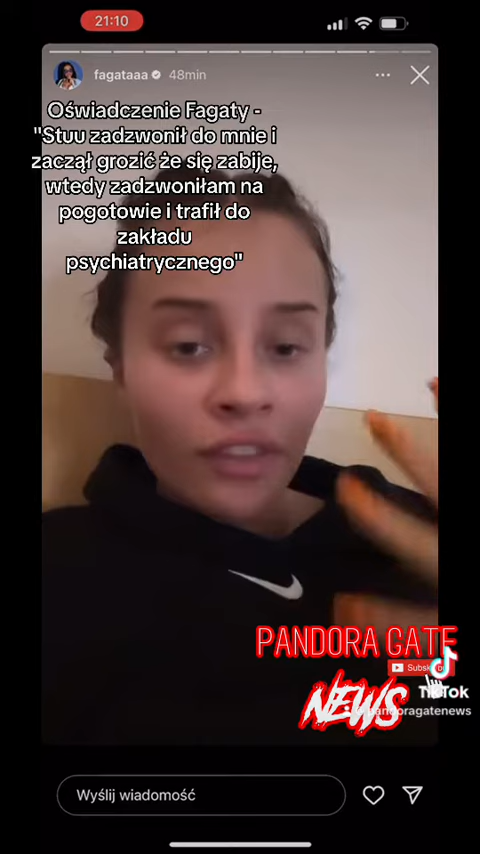 21:10
fagataaa 48min
Oświadczenie Fagaty -
"Stuu zadzwonił do mnie i
zaczął grozić że się zabije,
wtedy zadzwoniłam na
pogotowie i trafił do
zakładu
psychiatrycznego"
PANDORA GATE
NEWS
TikTok
pandoragatenews
Wyślij wiadomość